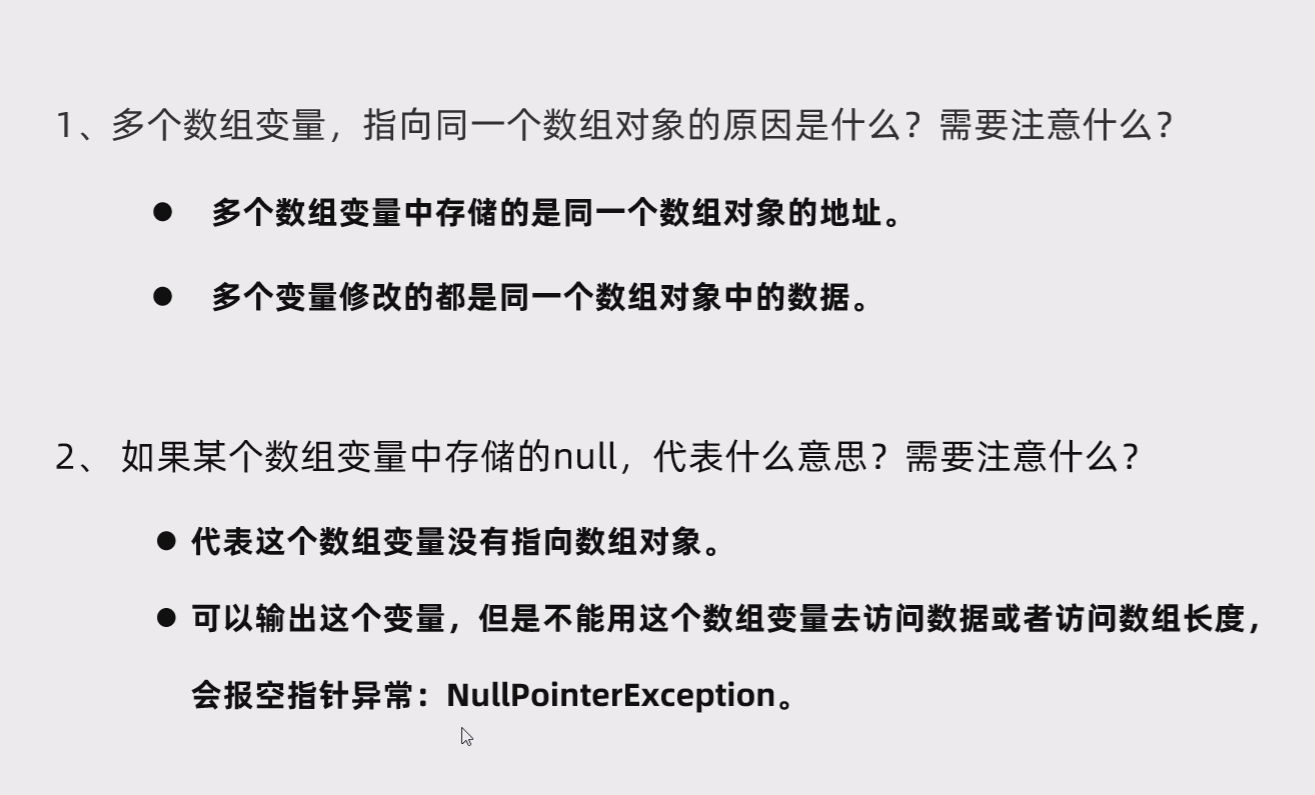 1、多个数组变量，指向同一个数组对象的原因是什么？需要注意什么？
● 多个数组变量中存储的是同一个数组对象的地址。
● 多个变量修改的都是同一个数组对象中的数据。
2、 如果某个数组变量中存储的null，代表什么意思？需要注意什么？
● 代表这个数组变量没有指向数组对象。
● 可以输出这个变量，但是不能用这个数组变量去访问数据或者访问数组长度，
会报空指针异常：NullPointerException。